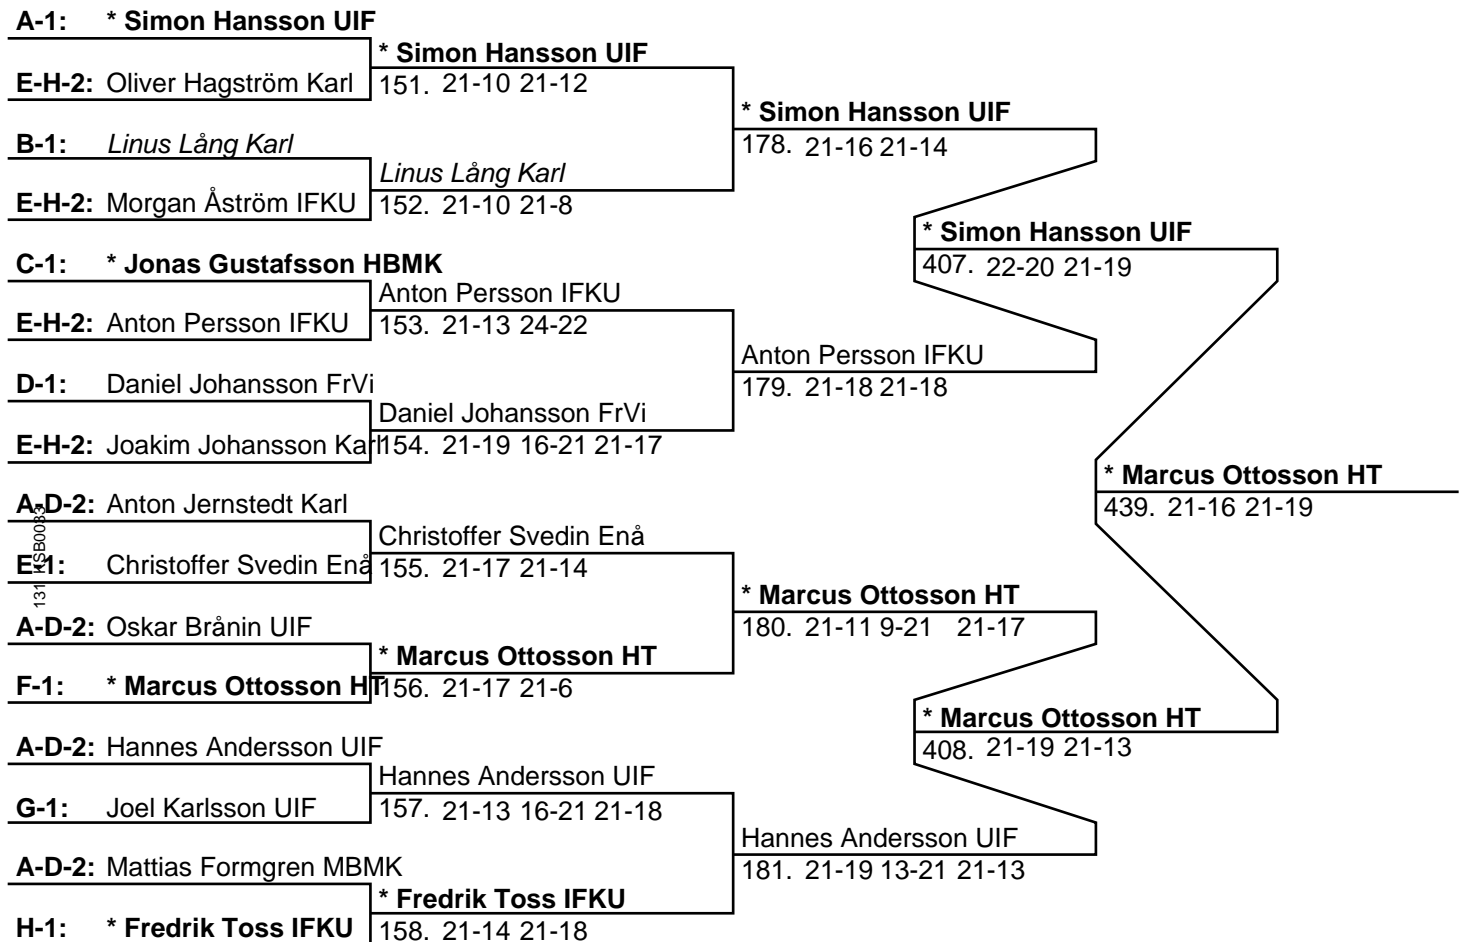 A-1: * Simon Hansson UIF
* Simon Hansson UIF
E-H-2: Oliver Hagström Karl
151. 21-10 21-12
* Simon Hansson UIF
B-1: Linus Lång Karl
178. 21-16 21-14
Linus Lång Karl
E-H-2: Morgan Åström IFKU
152. 21-10 21-8
* Simon Hansson UIF
C-1: * Jonas Gustafsson HBMK
407. 22-20 21-19
Anton Persson IFKU
E-H-2: Anton Persson IFKU
153. 21-13 24-22
Anton Persson IFKU
D-1: Daniel Johansson FrVi
179. 21-18 21-18
Daniel Johansson FrVi
E-H-2: Joakim Johansson Karl
154. 21-19 16-21 21-17
* Marcus Ottosson HT
A-D-2: Anton Jernstedt Karl
439. 21-16 21-19
Christoffer Svedin Enå
E-1: Christoffer Svedin Enå
155. 21-17 21-14
* Marcus Ottosson HT
A-D-2: Oskar Brånin UIF
180. 21-11 9-21 21-17
* Marcus Ottosson HT
F-1: * Marcus Ottosson HT
156. 21-17 21-6
* Marcus Ottosson HT
A-D-2: Hannes Andersson UIF
408. 21-19 21-13
Hannes Andersson UIF
G-1: Joel Karlsson UIF
157. 21-13 16-21 21-18
Hannes Andersson UIF
A-D-2: Mattias Formgren MBMK
181. 21-19 13-21 21-13
* Fredrik Toss IFKU
H-1: * Fredrik Toss IFKU
158. 21-14 21-18